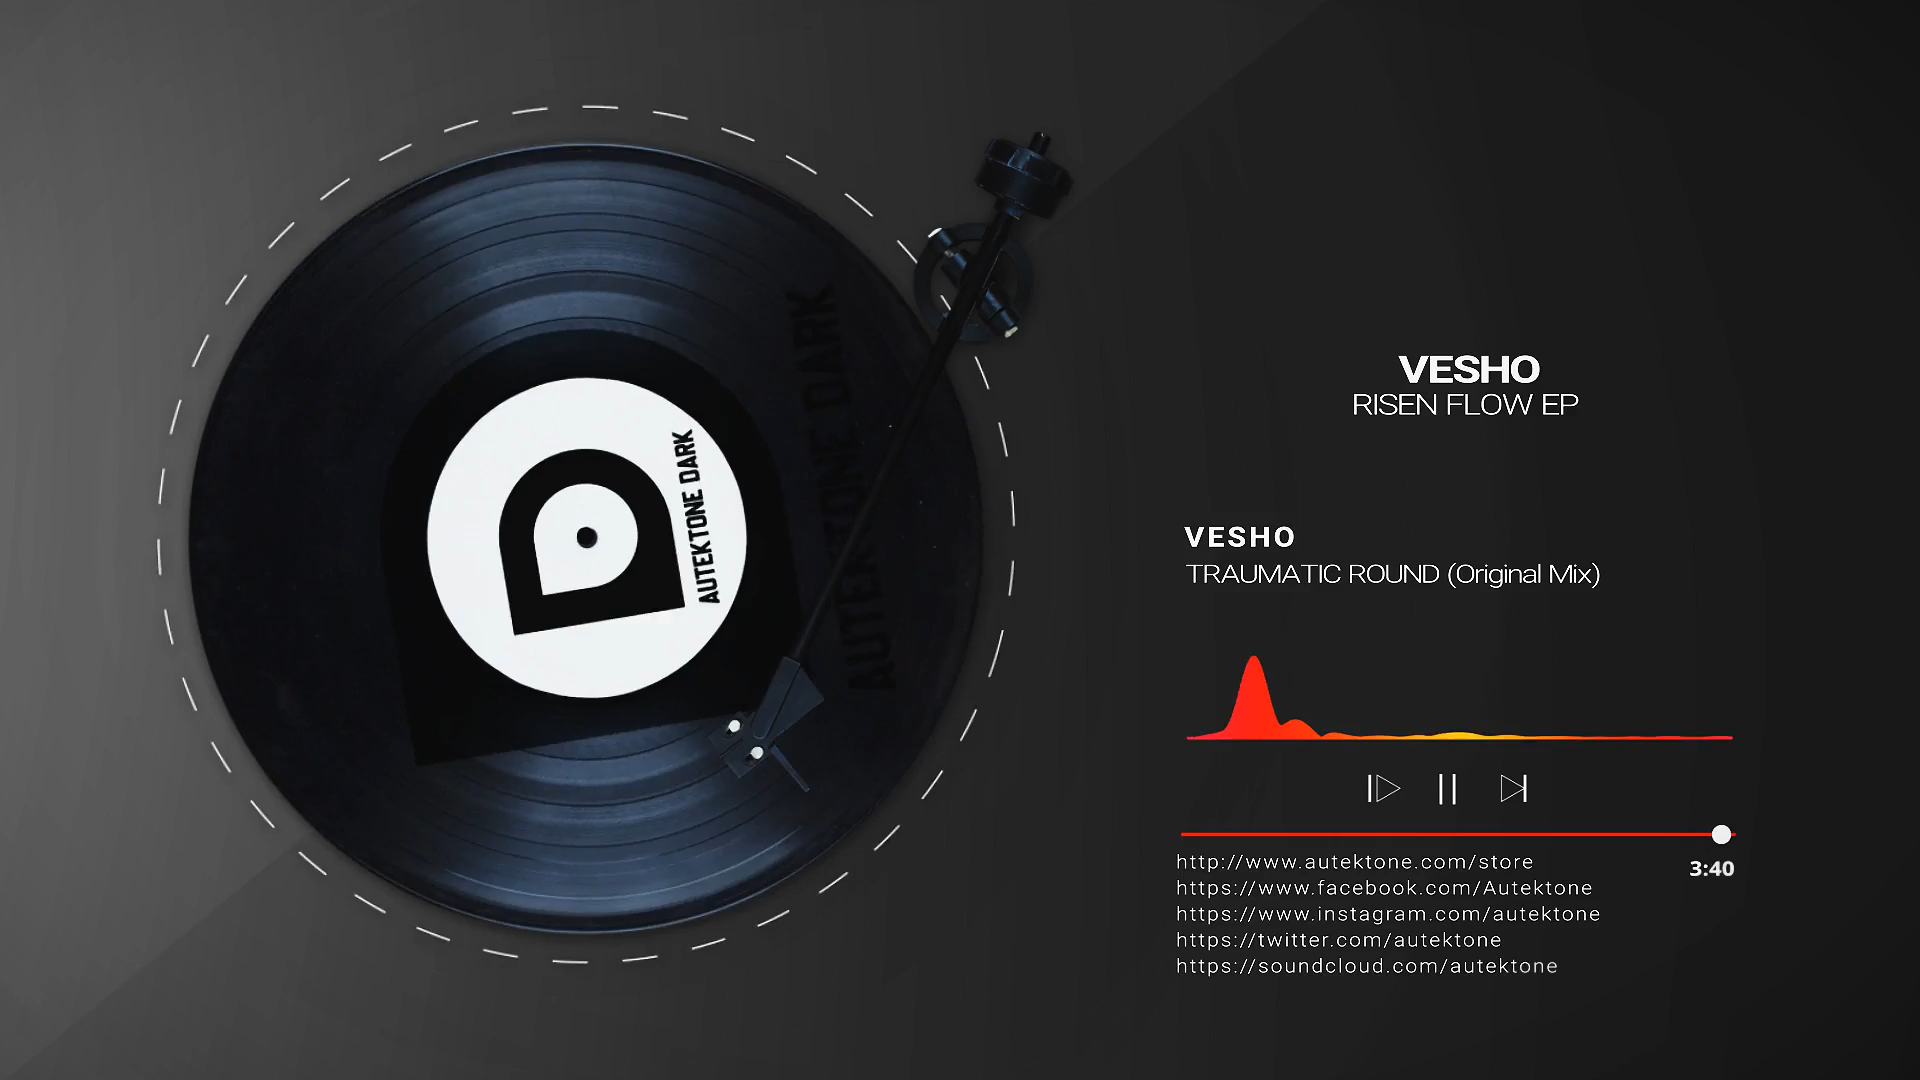 AUTEKTONE DARK
AUTEKTONE DARK
VESHO
RISEN FLOW EP
VESHO
TRAUMATIC ROUND (Original Mix)
3:40
http://www.autektone.com/store
https://www.facebook.com/Autektone
https://www.instagram.com/autektone
https://twitter.com/autektone
https://soundcloud.com/autektone